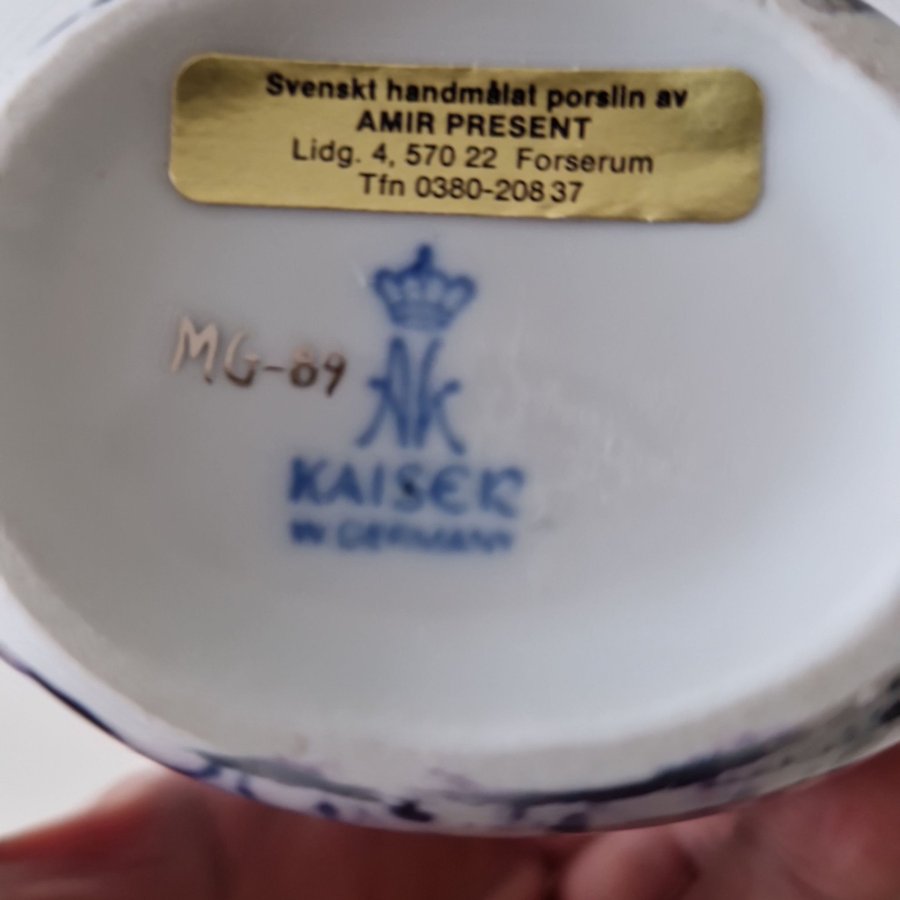 Svenskt handmålat porslin av
AMIR PRESENT
Lidg. 4, 570 22 Forserum
Tfn 0380-208 37
MG-89
AK
KAISER
W. GERMANY